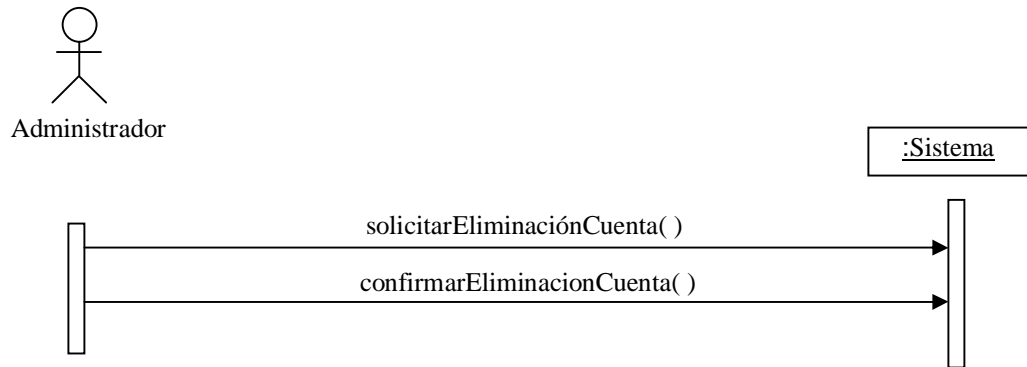 Administrador
:Sistema
solicitarEliminaciónCuenta( )
confirmarEliminacionCuenta( )